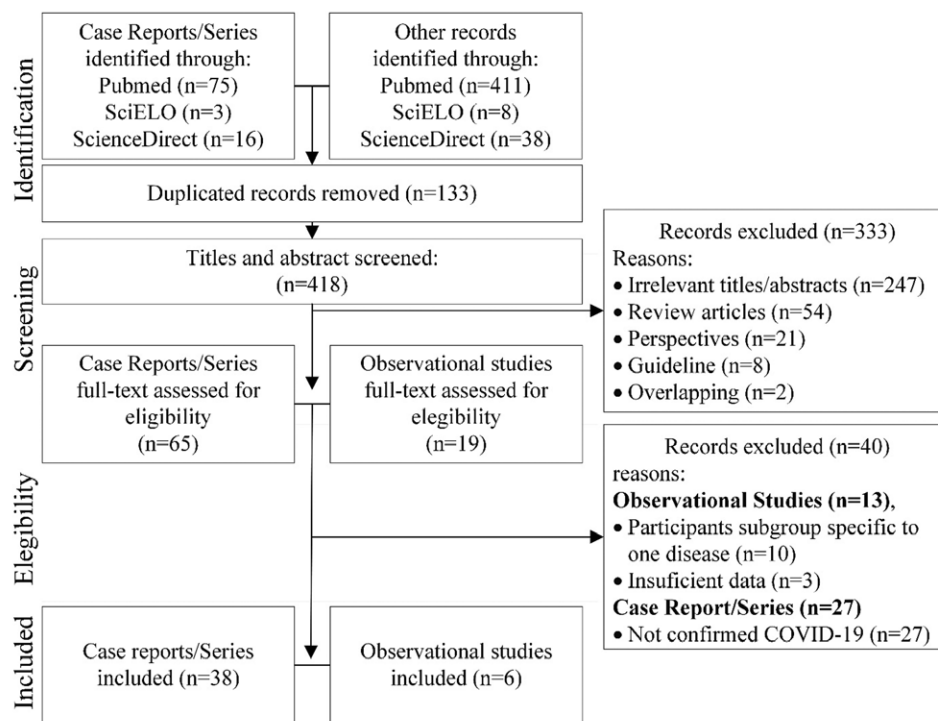 Identification
Case Reports/Series
identified through:
Pubmed (n=75)
SciELO (n=3)
ScienceDirect (n=16)
Other records
identified through:
Pubmed (n=411)
SciELO (n=8)
ScienceDirect (n=38)
Duplicated records removed (n=133)
Screening
Titles and abstract screened:
(n=418)
Records excluded (n=333)
Reasons:
• Irrelevant titles/abstracts (n=247)
• Review articles (n=54)
• Perspectives (n=21)
• Guideline (n=8)
• Overlapping (n=2)
Case Reports/Series
full-text assessed for
eligibility
(n=65)
Observational studies
full-text assessed for
elegibility
(n=19)
Elegibility
Records excluded (n=40)
reasons:
Observational Studies (n=13),
• Participants subgroup specific to
one disease (n=10)
• Insuficient data (n=3)
Case Report/Series (n=27)
• Not confirmed COVID-19 (n=27)
Included
Case reports/Series
included (n=38)
Observational studies
included (n=6)